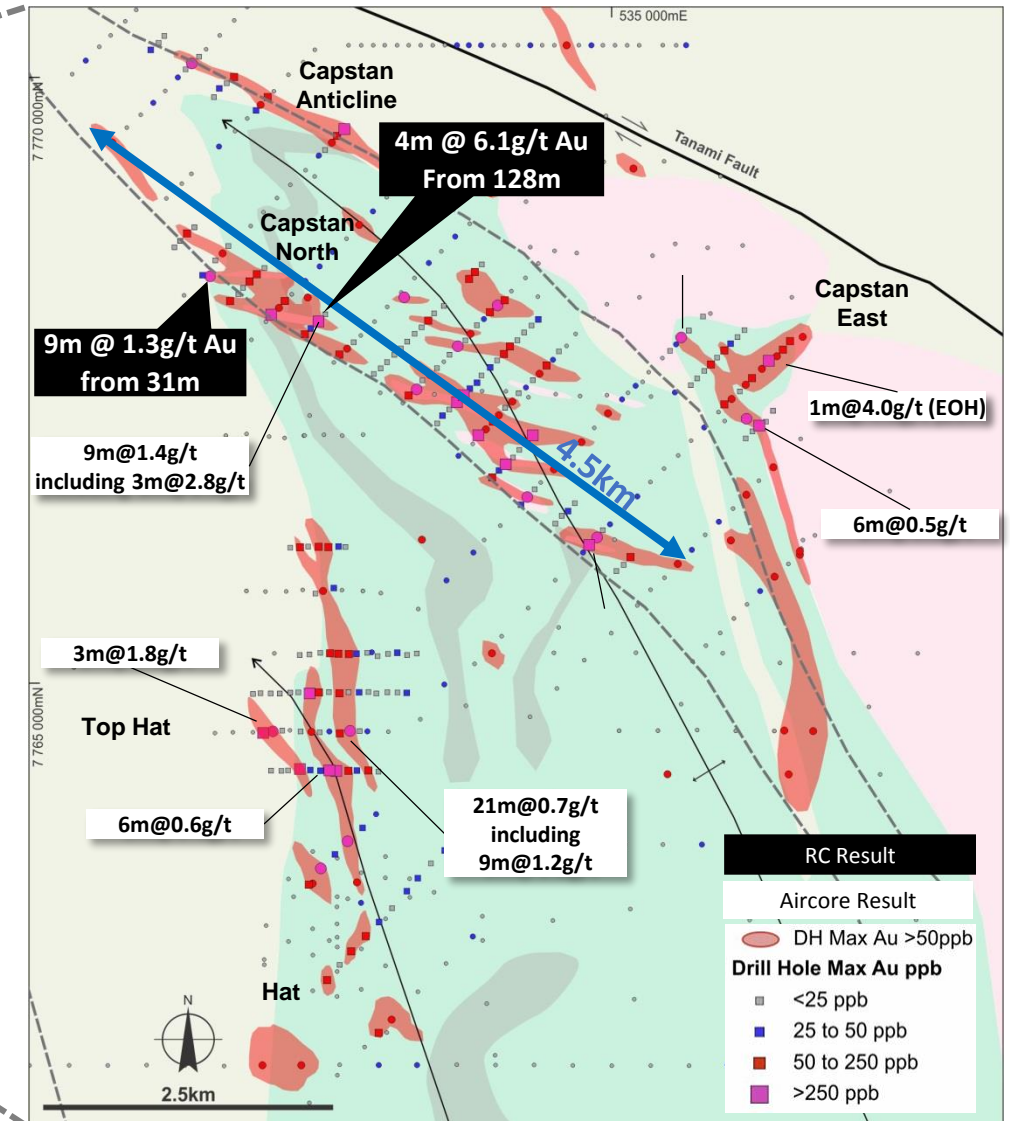 535 000mE
7 770 000mN
Capstan
Anticline
4m @ 6.1g/t Au
From 128m
Tanami Fault
Capstan
North
Capstan
East
9m @ 1.3g/t Au
from 31m
1m@4.0g/t (EOH)
9m@1.4g/t
including 3m@2.8g/t
4.5km
6m@0.5g/t
3m@1.8g/t
7 765 000mN
Top Hat
6m@0.6g/t
21m@0.7g/t
including
9m@1.2g/t
RC Result
Aircore Result
DH Max Au >50ppb
Drill Hole Max Au ppb
<25 ppb
25 to 50 ppb
50 to 250 ppb
>250 ppb
Hat
N
2.5km